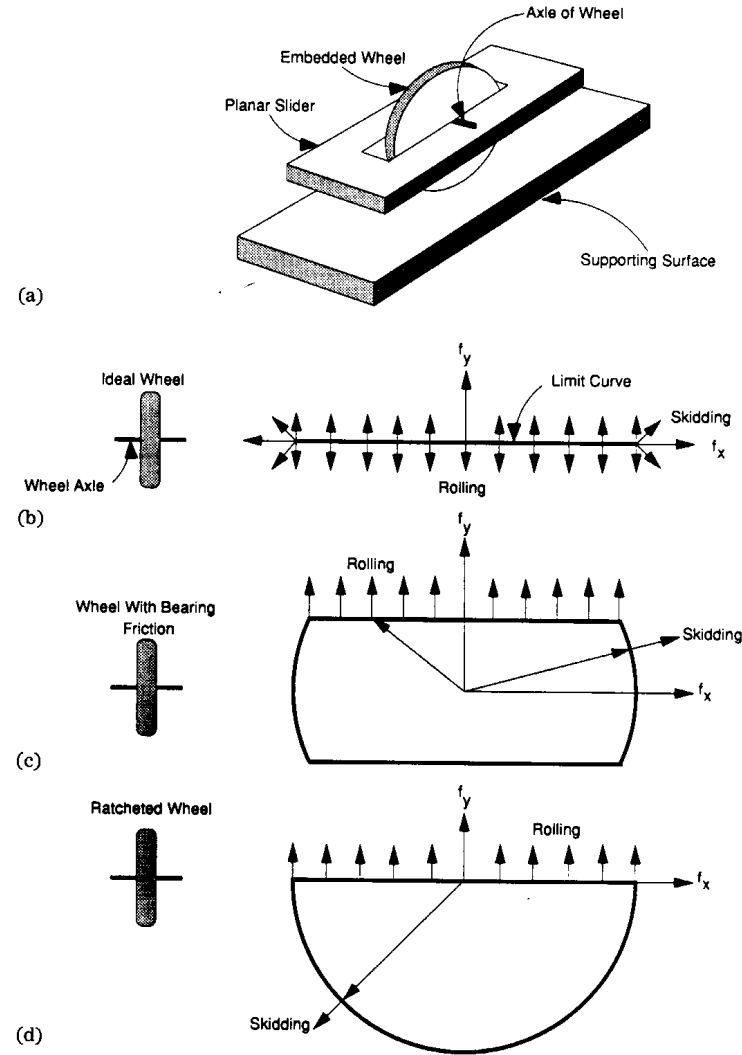 Axle of Wheel
Embedded Wheel
Planar Slider
Supporting Surface
(a)
Ideal Wheel
f_y
Limit Curve
Skidding
f_x
Wheel Axle
Rolling
(b)
f_y
Rolling
Wheel With Bearing
Friction
Skidding
f_x
(c)
Ratcheted Wheel
f_y
Rolling
f_x
Skidding
(d)